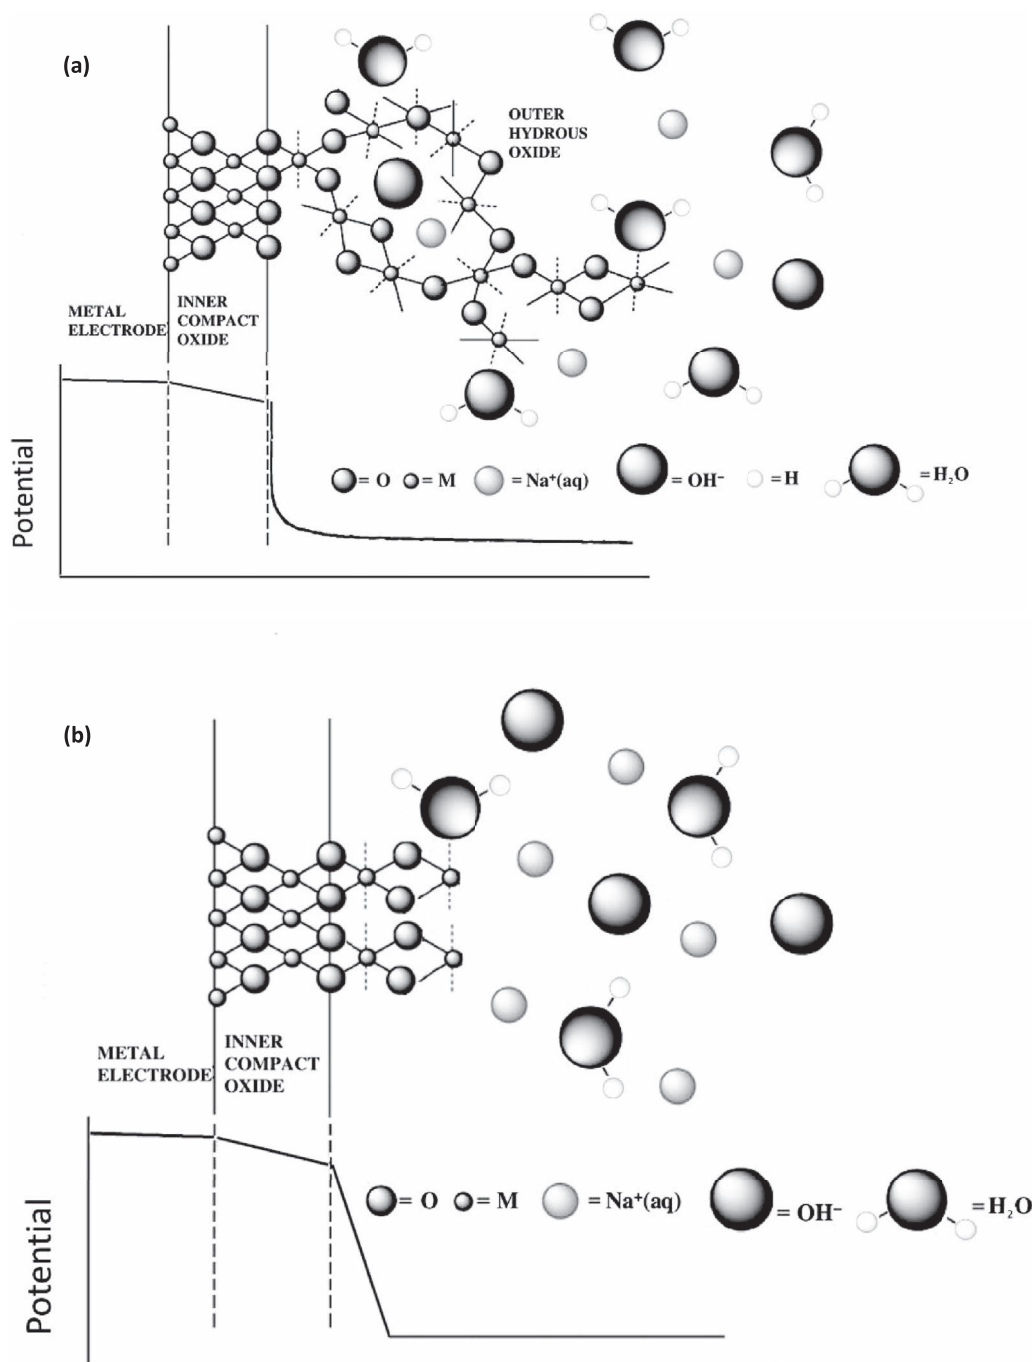 (a)
OUTER
HYDROUS
OXIDE
METAL
ELECTRODE
INNER
COMPACT
OXIDE
Potential
= O = M = Na⁺(aq) = OH⁻ = H = H₂O
(b)
METAL
ELECTRODE
INNER
COMPACT
OXIDE
Potential
= O = M = Na⁺(aq) = OH⁻ = H₂O